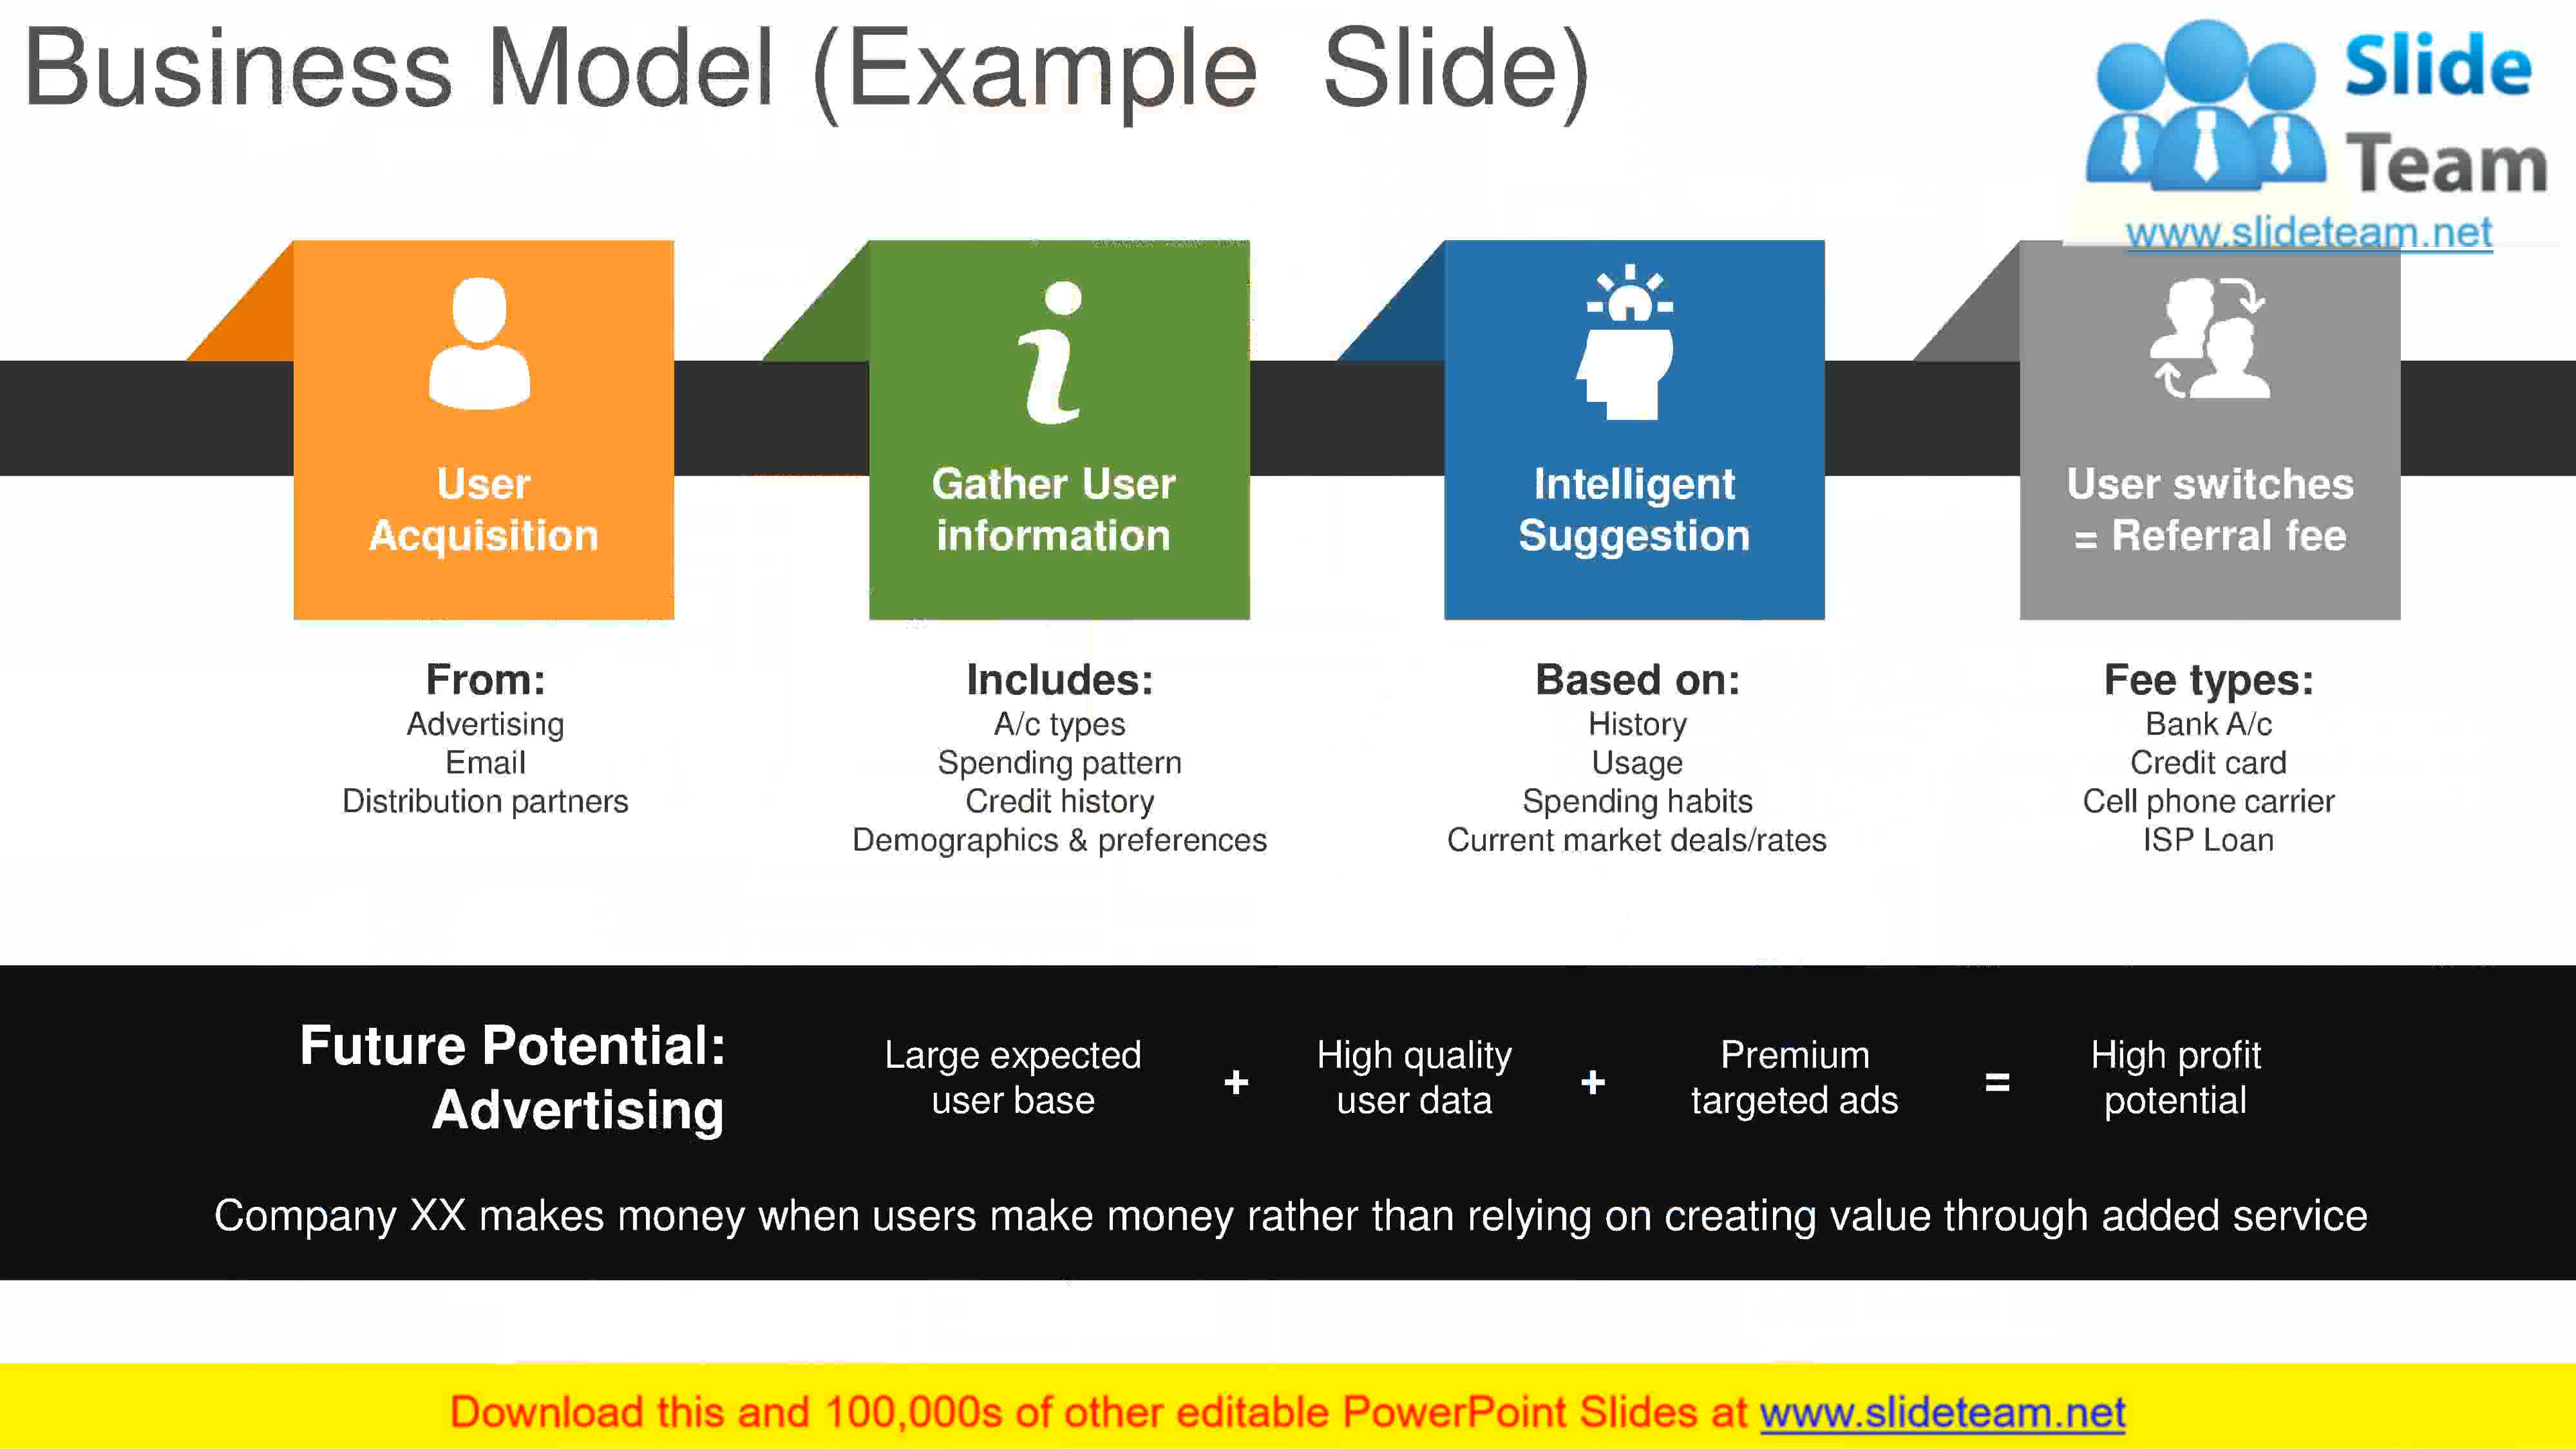 Business Model (Example Slide)
Slide
Team
www.slideteam.net
User
Acquisition
Gather User
information
Intelligent
Suggestion
User switches
= Referral fee
From:
Advertising
Email
Distribution partners
Includes:
A/c types
Spending pattern
Credit history
Demographics & preferences
Based on:
History
Usage
Spending habits
Current market deals/rates
Fee types:
Bank A/c
Credit card
Cell phone carrier
ISP Loan
Future Potential:
Advertising
Large expected
user base
+
High quality
user data
+
Premium
targeted ads
=
High profit
potential
Company XX makes money when users make money rather than relying on creating value through added service
Download this and 100,000s of other editable PowerPoint Slides at www.slideteam.net